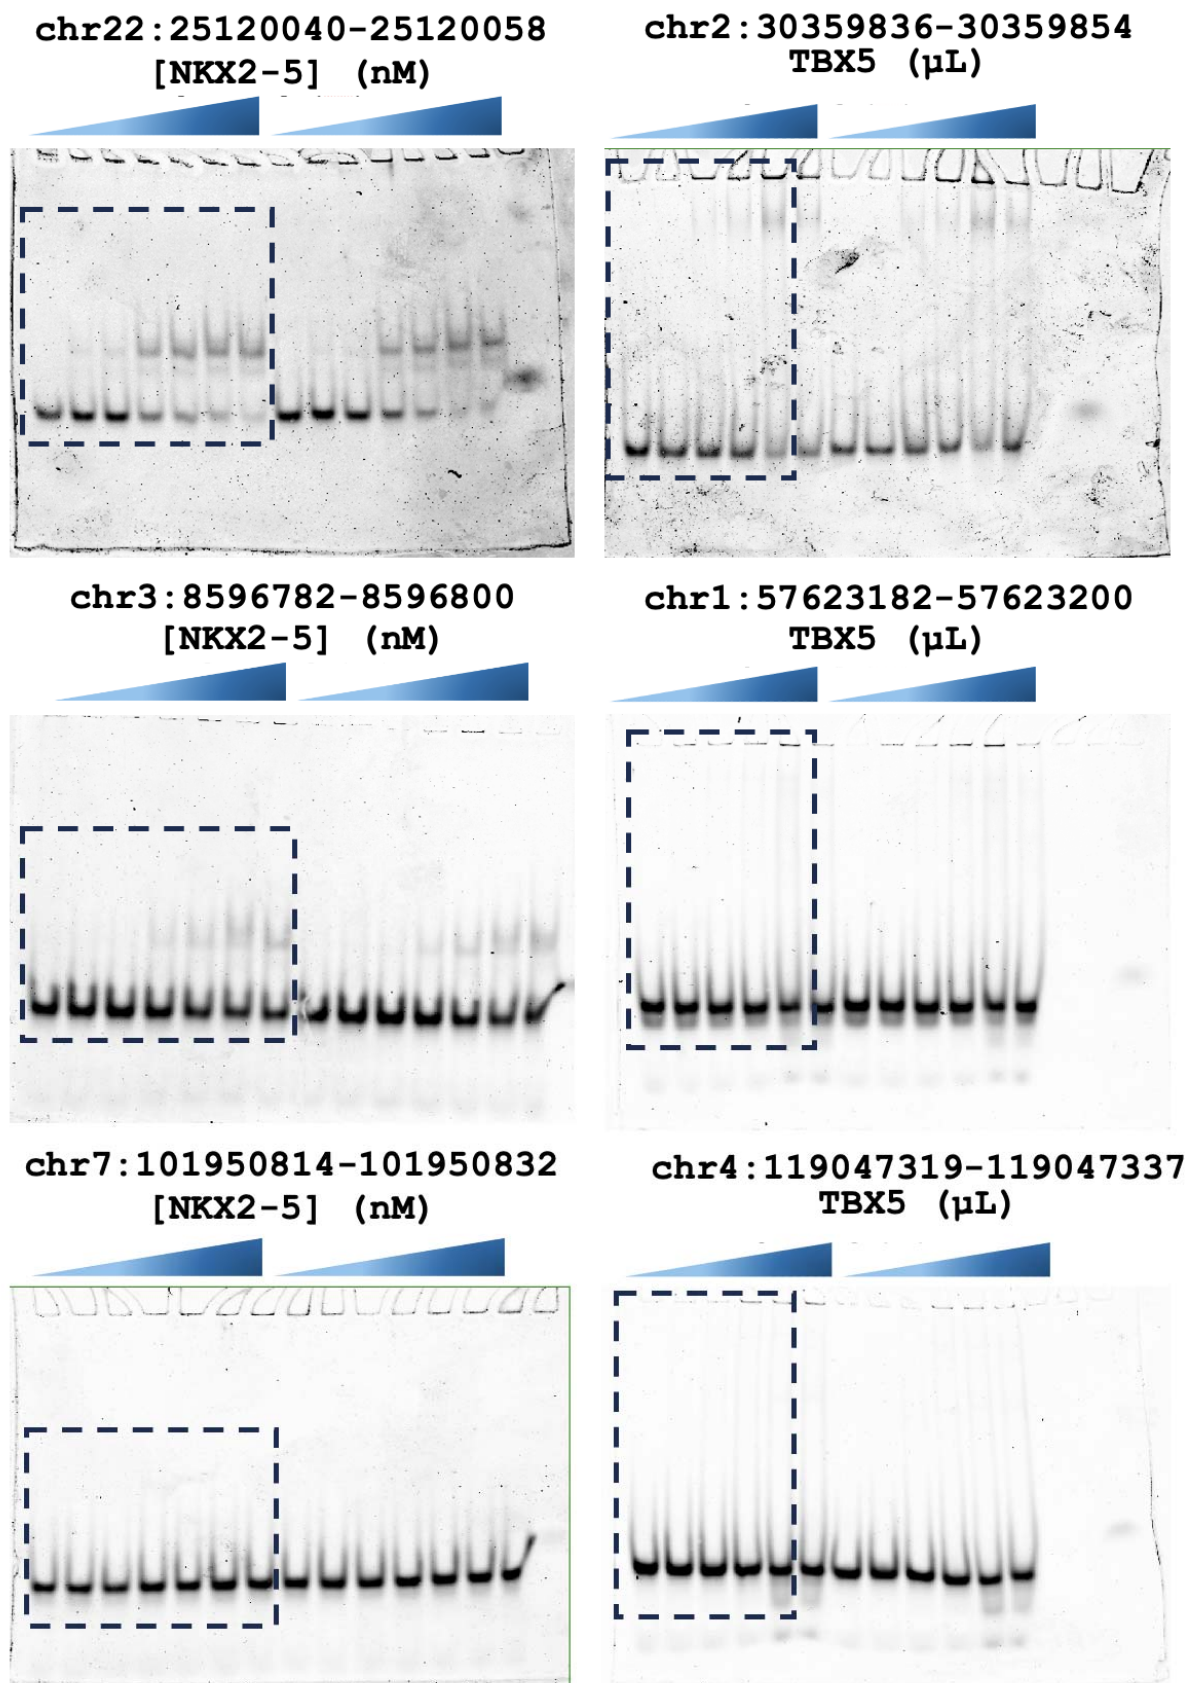 chr22:25120040-25120058
[NKX2-5] (nM)
chr2:30359836-30359854
TBX5 (µL)
chr3:8596782-8596800
[NKX2-5] (nM)
chr1:57623182-57623200
TBX5 (µL)
chr7:101950814-101950832
[NKX2-5] (nM)
chr4:119047319-119047337
TBX5 (µL)